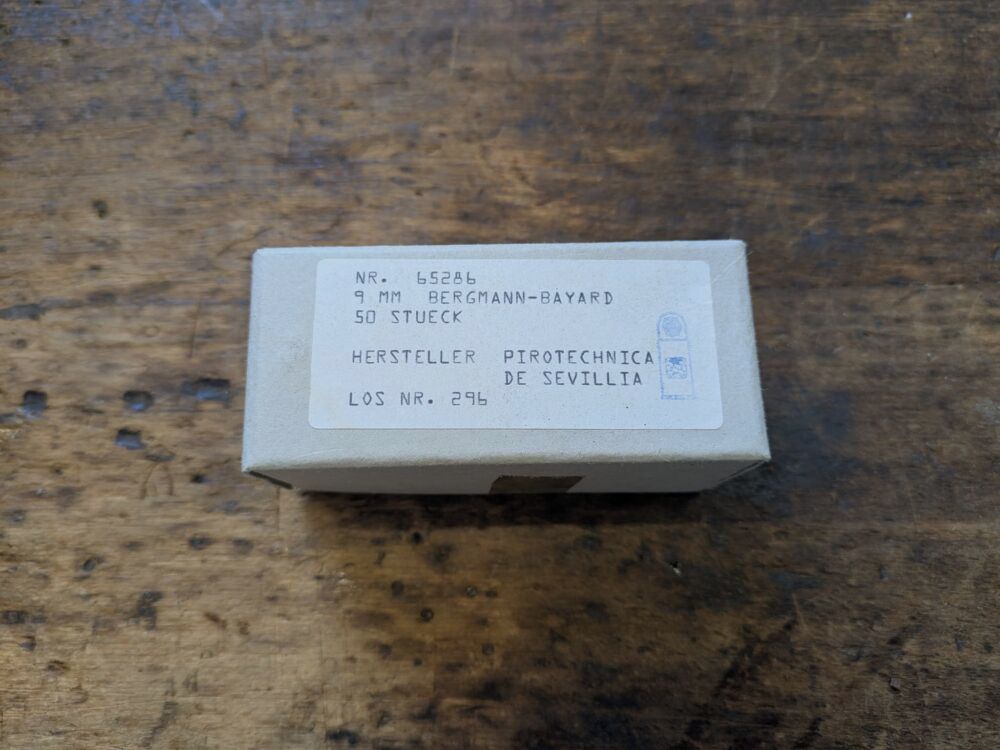 NR. 65286
9 MM BERGMANN-BAYARD
50 STUECK
HERSTELLER PIROTECHNICA
DE SEVILLIA
LOS NR. 296